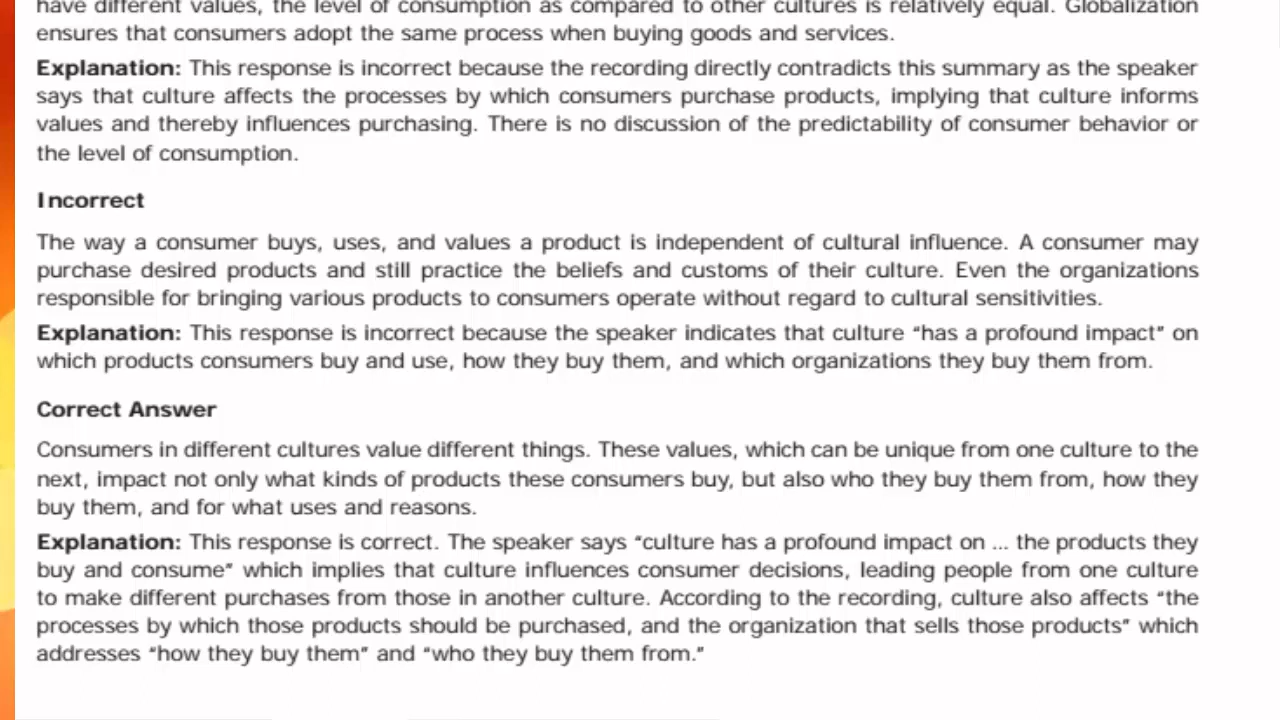 have different values, the level of consumption as compared to other cultures is relatively equal. Globalization
ensures that consumers adopt the same process when buying goods and services.
Explanation: This response is incorrect because the recording directly contradicts this summary as the speaker
says that culture affects the processes by which consumers purchase products, implying that culture informs
values and thereby influences purchasing. There is no discussion of the predictability of consumer behavior or
the level of consumption.
Incorrect
The way a consumer buys, uses, and values a product is independent of cultural influence. A consumer may
purchase desired products and still practice the beliefs and customs of their culture. Even the organizations
responsible for bringing various products to consumers operate without regard to cultural sensitivities.
Explanation: This response is incorrect because the speaker indicates that culture “has a profound impact” on
which products consumers buy and use, how they buy them, and which organizations they buy them from.
Correct Answer
Consumers in different cultures value different things. These values, which can be unique from one culture to the
next, impact not only what kinds of products these consumers buy, but also who they buy them from, how they
buy them, and for what uses and reasons.
Explanation: This response is correct. The speaker says “culture has a profound impact on ... the products they
buy and consume” which implies that culture influences consumer decisions, leading people from one culture
to make different purchases from those in another culture. According to the recording, culture also affects “the
processes by which those products should be purchased, and the organization that sells those products” which
addresses “how they buy them” and “who they buy them from.”